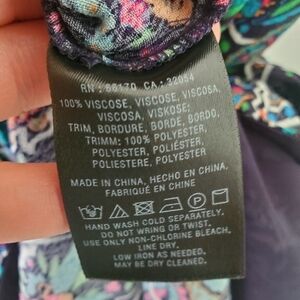 RN : 66170 CA : 32054
100% VISCOSE, VISCOSE, VISCOSA,
VISCOSA, VISKOSE;
TRIM, BORDURE, BORDE, BORDO,
TRIMM: 100% POLYESTER,
POLYESTER, POLIÉSTER,
POLIESTERE, POLYESTER
MADE IN CHINA, HECHO EN CHINA,
FABRIQUÉ EN CHINE
HAND WASH COLD SEPARATELY.
DO NOT WRING OR TWIST.
USE ONLY NON-CHLORINE BLEACH.
LINE DRY.
LOW IRON AS NEEDED.
MAY BE DRY CLEANED.